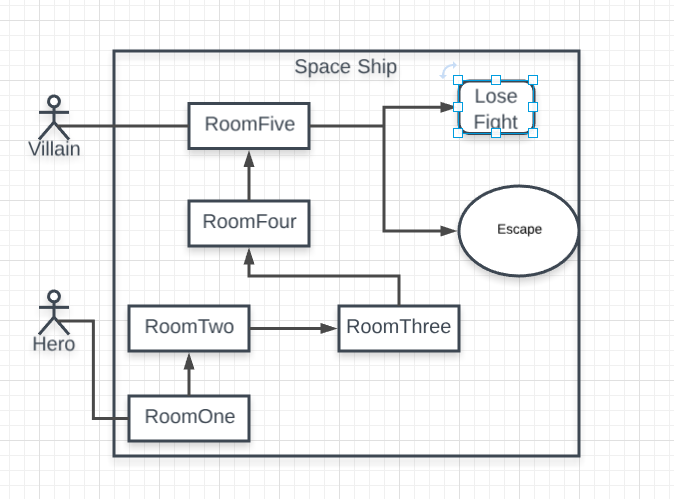 Space Ship
Lose
Fight
RoomFive
Villain
RoomFour
Escape
RoomTwo
RoomThree
Hero
RoomOne